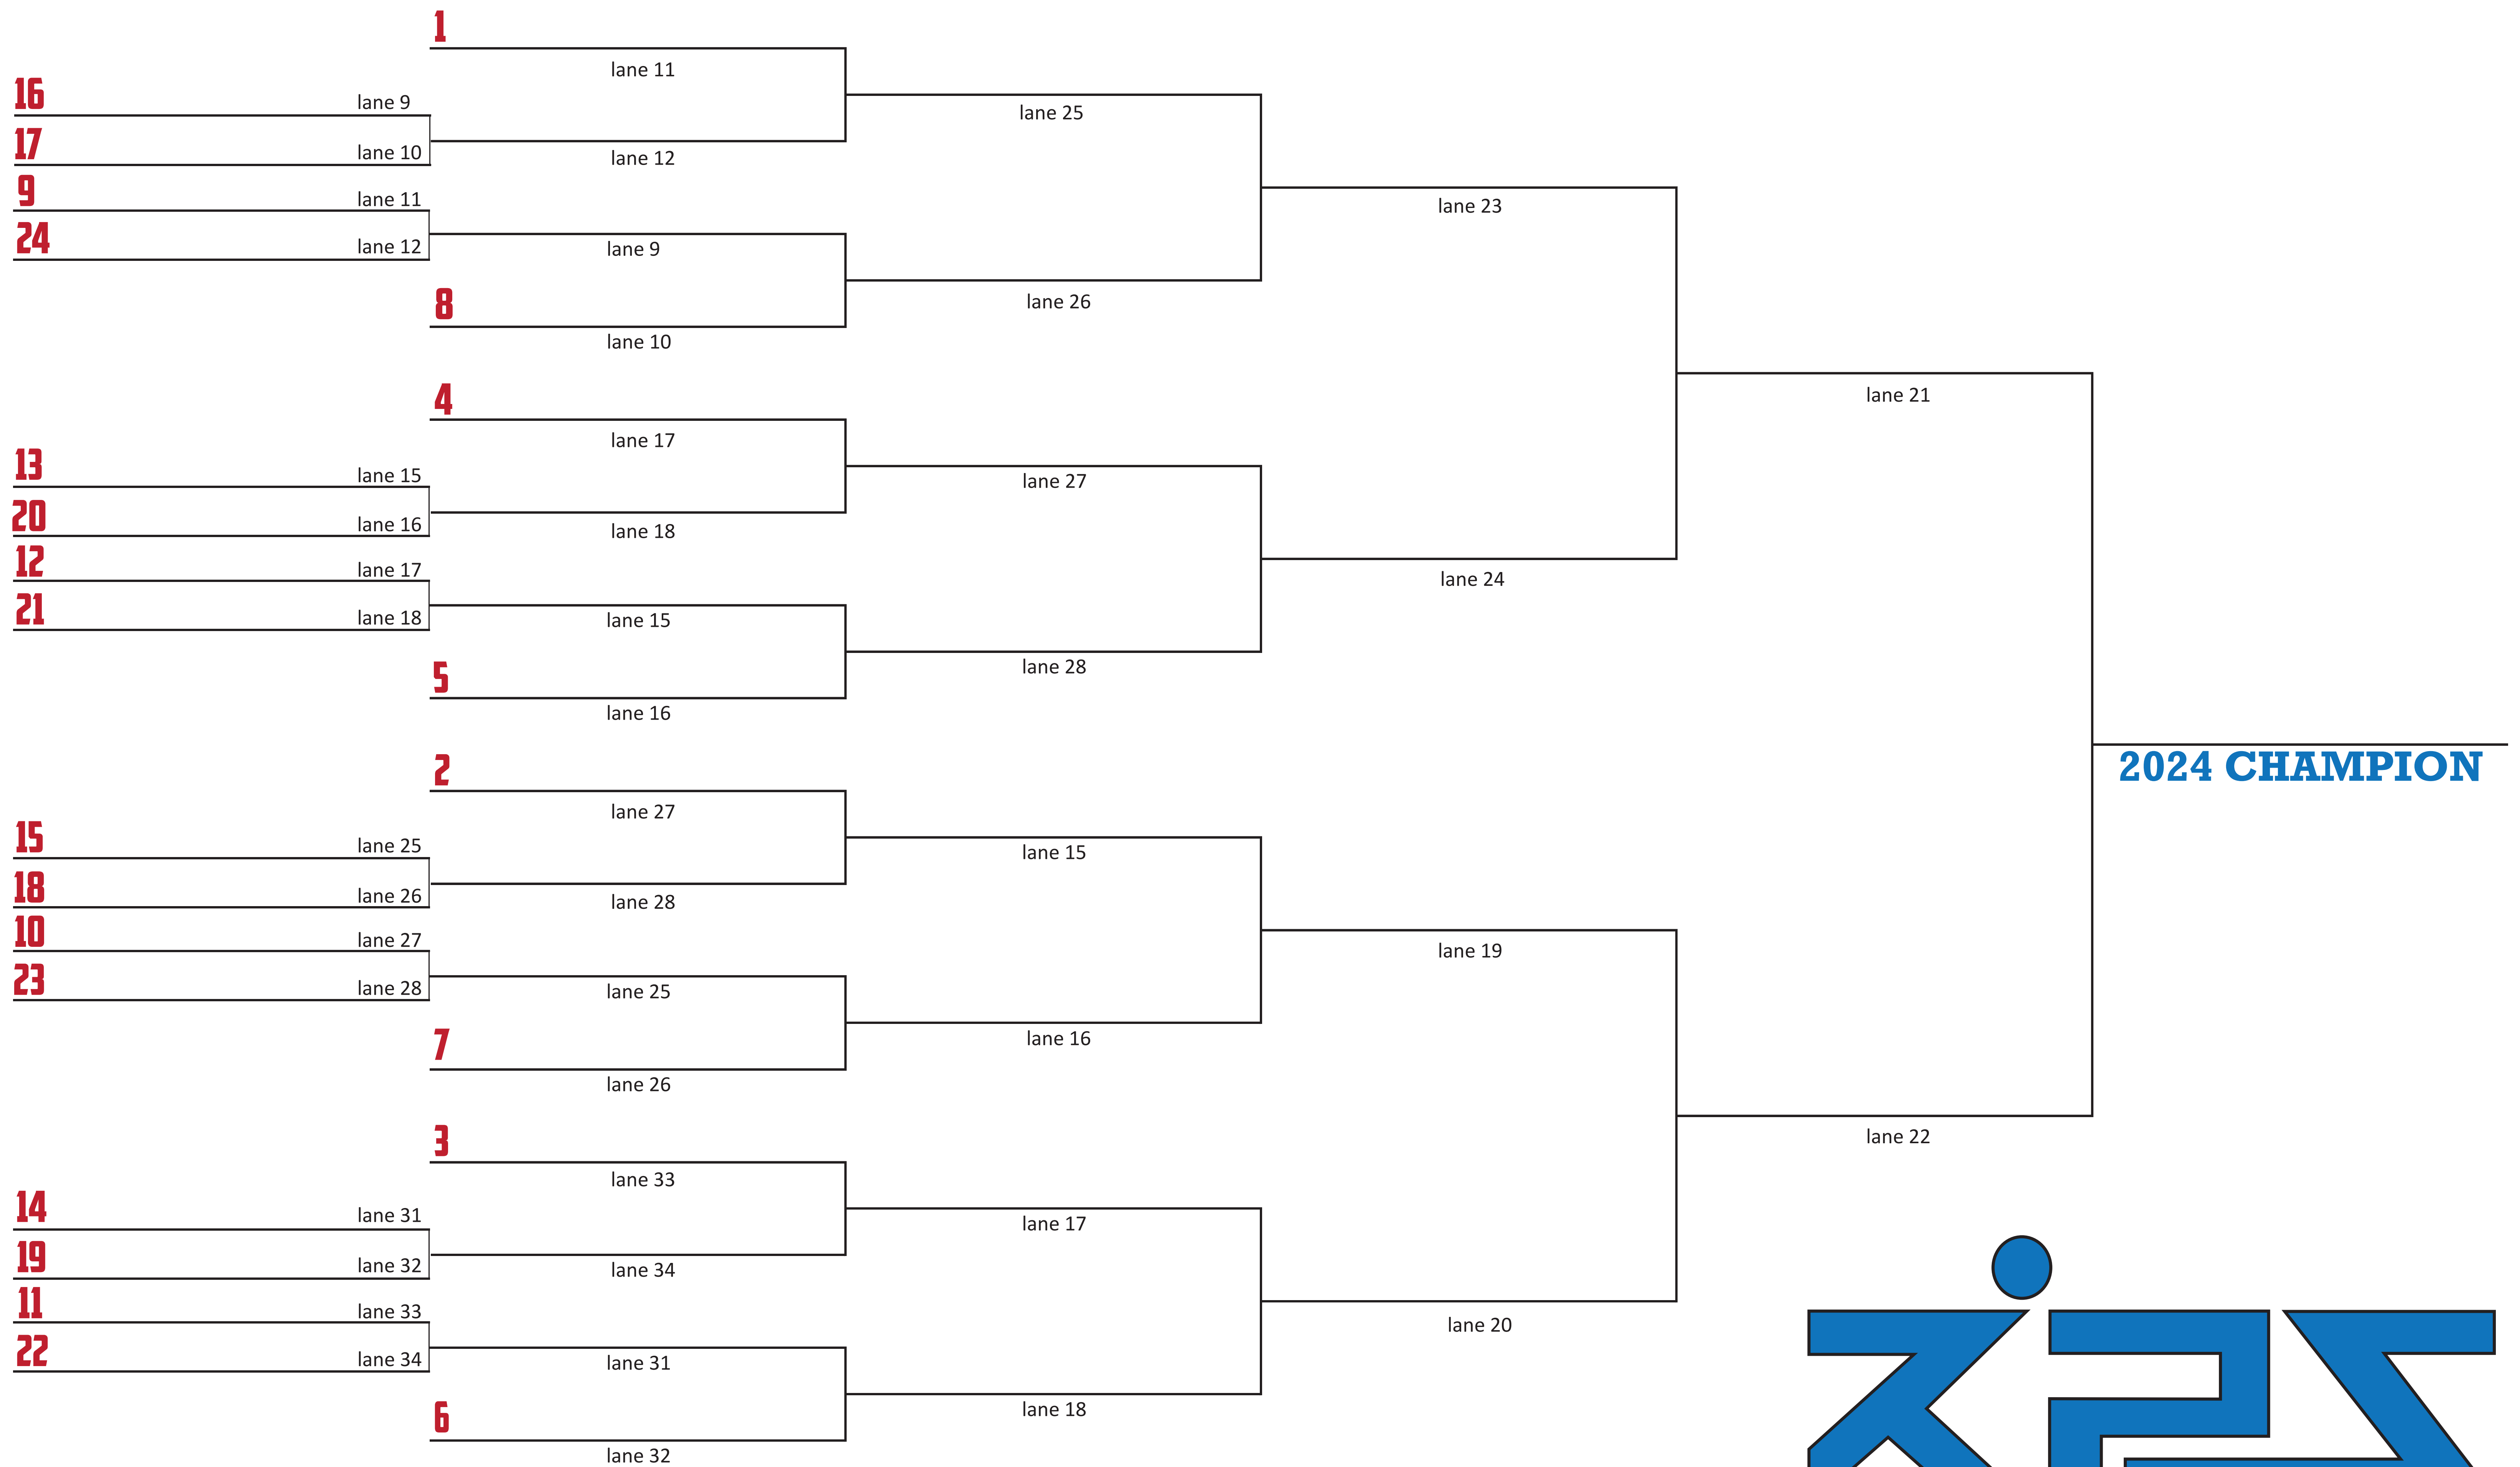 1
lane 11
16
lane 9
lane 25
17
lane 10
lane 12
9
lane 11
lane 23
24
lane 12
lane 9
8
lane 26
lane 10
4
lane 21
lane 17
13
lane 15
lane 27
20
lane 16
lane 18
12
lane 17
lane 24
21
lane 18
lane 15
5
lane 28
lane 16
2
2024 CHAMPION
lane 27
15
lane 25
lane 15
18
lane 26
lane 28
10
lane 27
lane 19
23
lane 28
lane 25
7
lane 16
lane 26
3
lane 22
lane 33
14
lane 31
lane 17
19
lane 32
lane 34
11
lane 33
lane 20
22
lane 34
lane 31
6
lane 18
lane 32